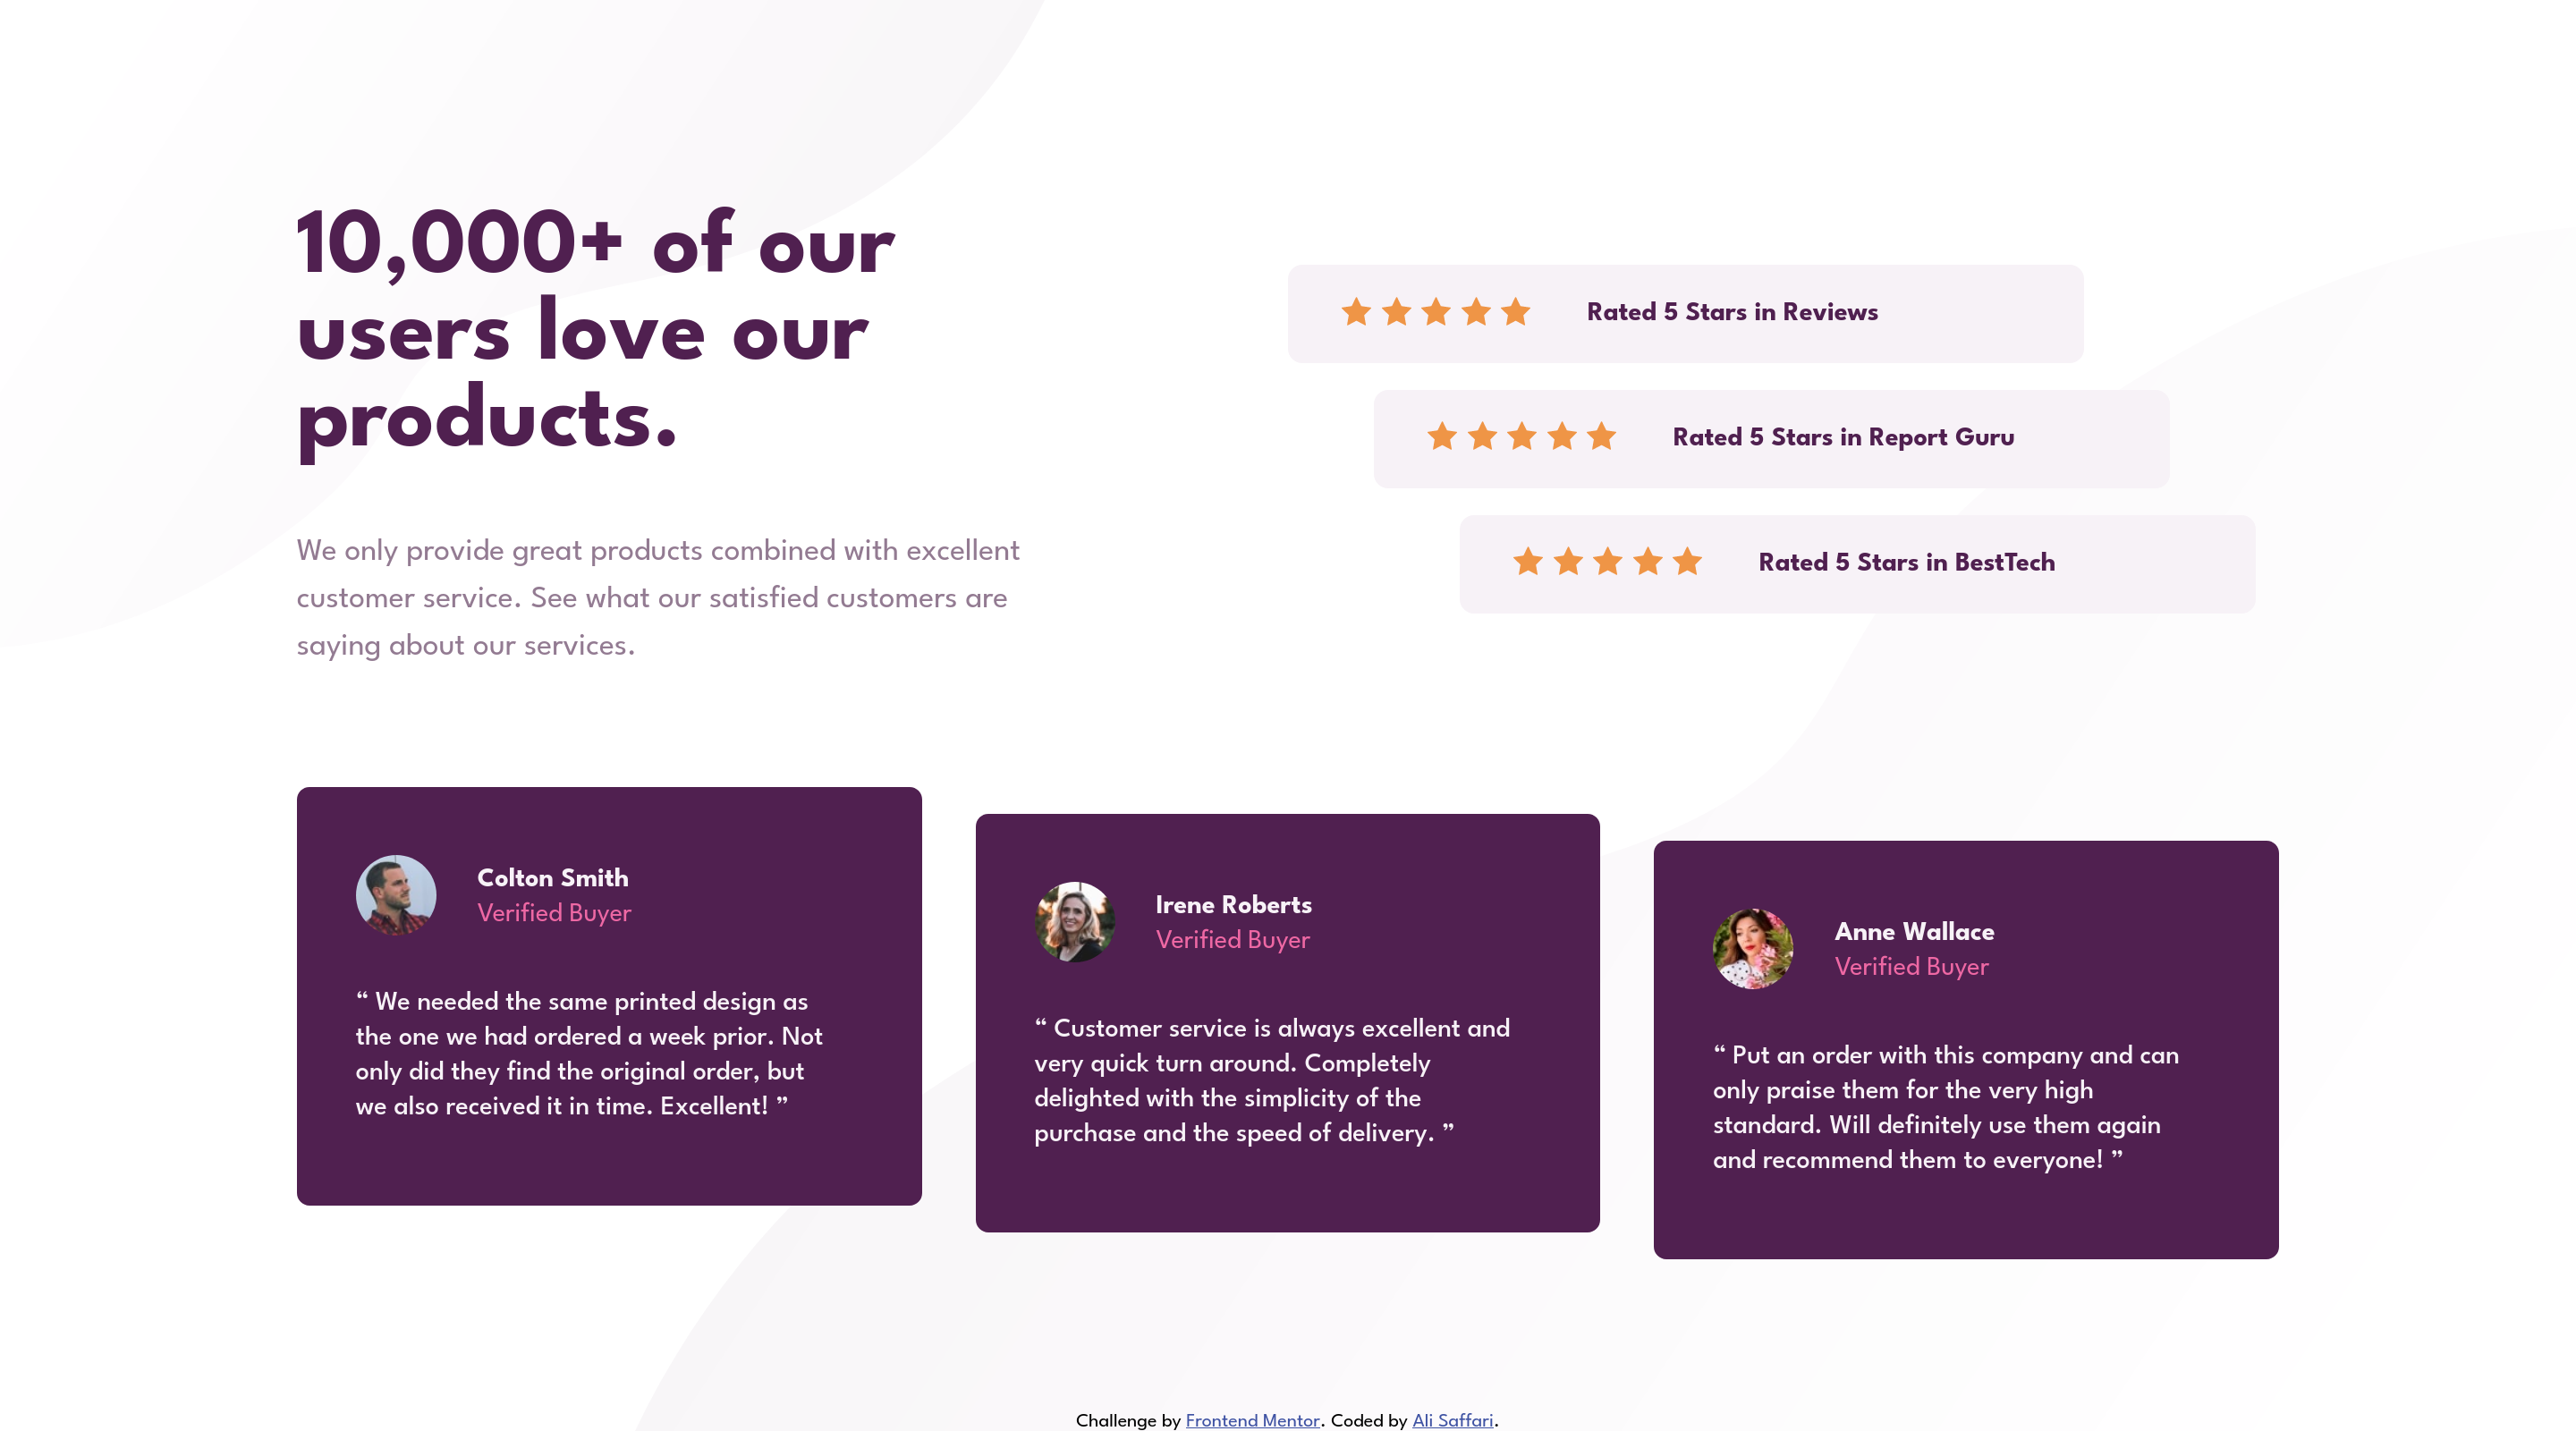 10,000+ of our
users love our
products.
We only provide great products combined with excellent
customer service. See what our satisfied customers are
saying about our services.
Rated 5 Stars in Reviews
Rated 5 Stars in Report Guru
Rated 5 Stars in BestTech
Colton Smith
Verified Buyer
“ We needed the same printed design as
the one we had ordered a week prior. Not
only did they find the original order, but
we also received it in time. Excellent! ”
Irene Roberts
Verified Buyer
“ Customer service is always excellent and
very quick turn around. Completely
delighted with the simplicity of the
purchase and the speed of delivery. ”
Anne Wallace
Verified Buyer
“ Put an order with this company and can
only praise them for the very high
standard. Will definitely use them again
and recommend them to everyone! ”
Challenge by Frontend Mentor. Coded by Ali Saffari.